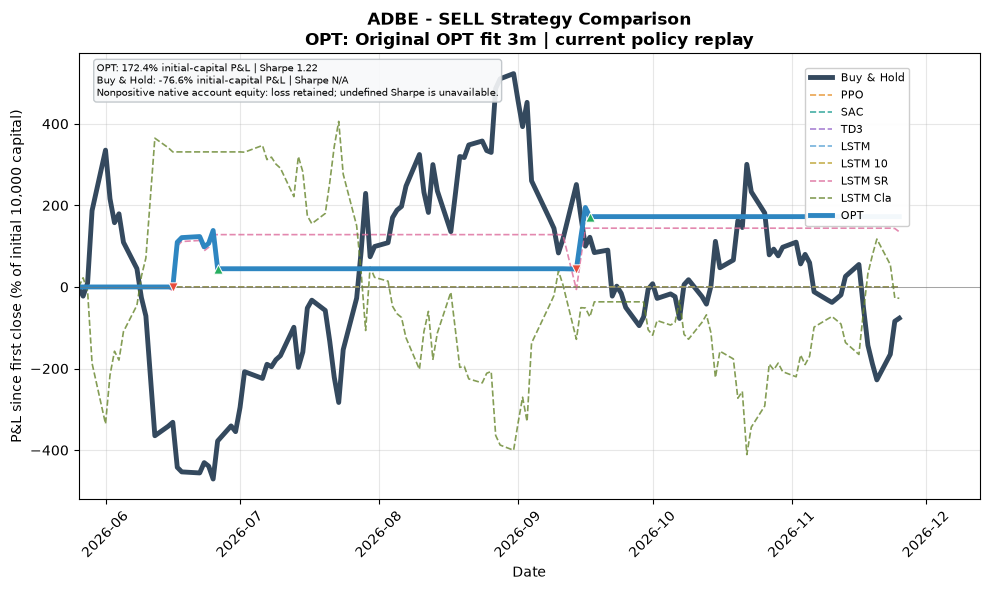 ADBE - SELL Strategy Comparison
OPT: Original OPT fit 3m | current policy replay
OPT: 172.4% initial-capital P&L | Sharpe 1.22
Buy & Hold: -76.6% initial-capital P&L | Sharpe N/A
Nonpositive native account equity: loss retained; undefined Sharpe is unavailable.
Buy & Hold
PPO
SAC
TD3
LSTM
LSTM 10
LSTM SR
LSTM Cla
OPT
P&L since first close (% of initial 10,000 capital)
400
200
0
−200
−400
2026-06
2026-07
2026-08
2026-09
2026-10
2026-11
2026-12
Date